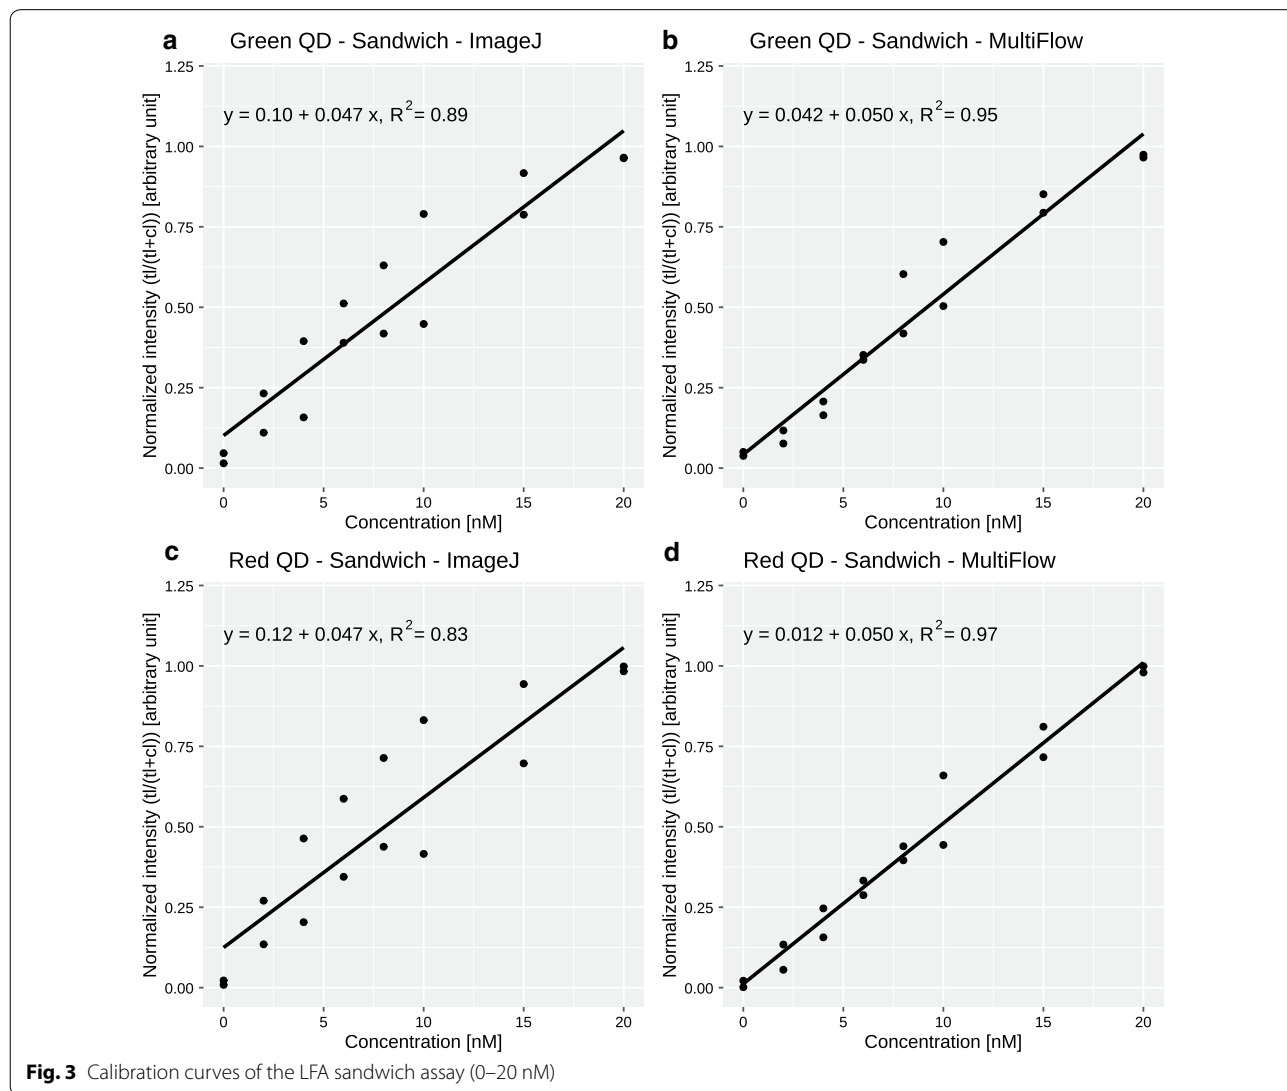 a Green QD - Sandwich - ImageJ
1.25
y = 0.10 + 0.047 x, R2= 0.89
1.00
0.75
0.50
0.25
0.00
Normalized intensity (tl/(tl+cl)) [arbitrary unit]
0 5 10 15 20
Concentration [nM]
b Green QD - Sandwich - MultiFlow
1.25
y = 0.042 + 0.050 x, R2= 0.95
1.00
0.75
0.50
0.25
0.00
Normalized intensity (tl/(tl+cl)) [arbitrary unit]
0 5 10 15 20
Concentration [nM]
c Red QD - Sandwich - ImageJ
1.25
y = 0.12 + 0.047 x, R2= 0.83
1.00
0.75
0.50
0.25
0.00
Normalized intensity (tl/(tl+cl)) [arbitrary unit]
0 5 10 15 20
Concentration [nM]
d Red QD - Sandwich - MultiFlow
1.25
y = 0.012 + 0.050 x, R2= 0.97
1.00
0.75
0.50
0.25
0.00
Normalized intensity (tl/(tl+cl)) [arbitrary unit]
0 5 10 15 20
Concentration [nM]
Fig. 3 Calibration curves of the LFA sandwich assay (0–20 nM)